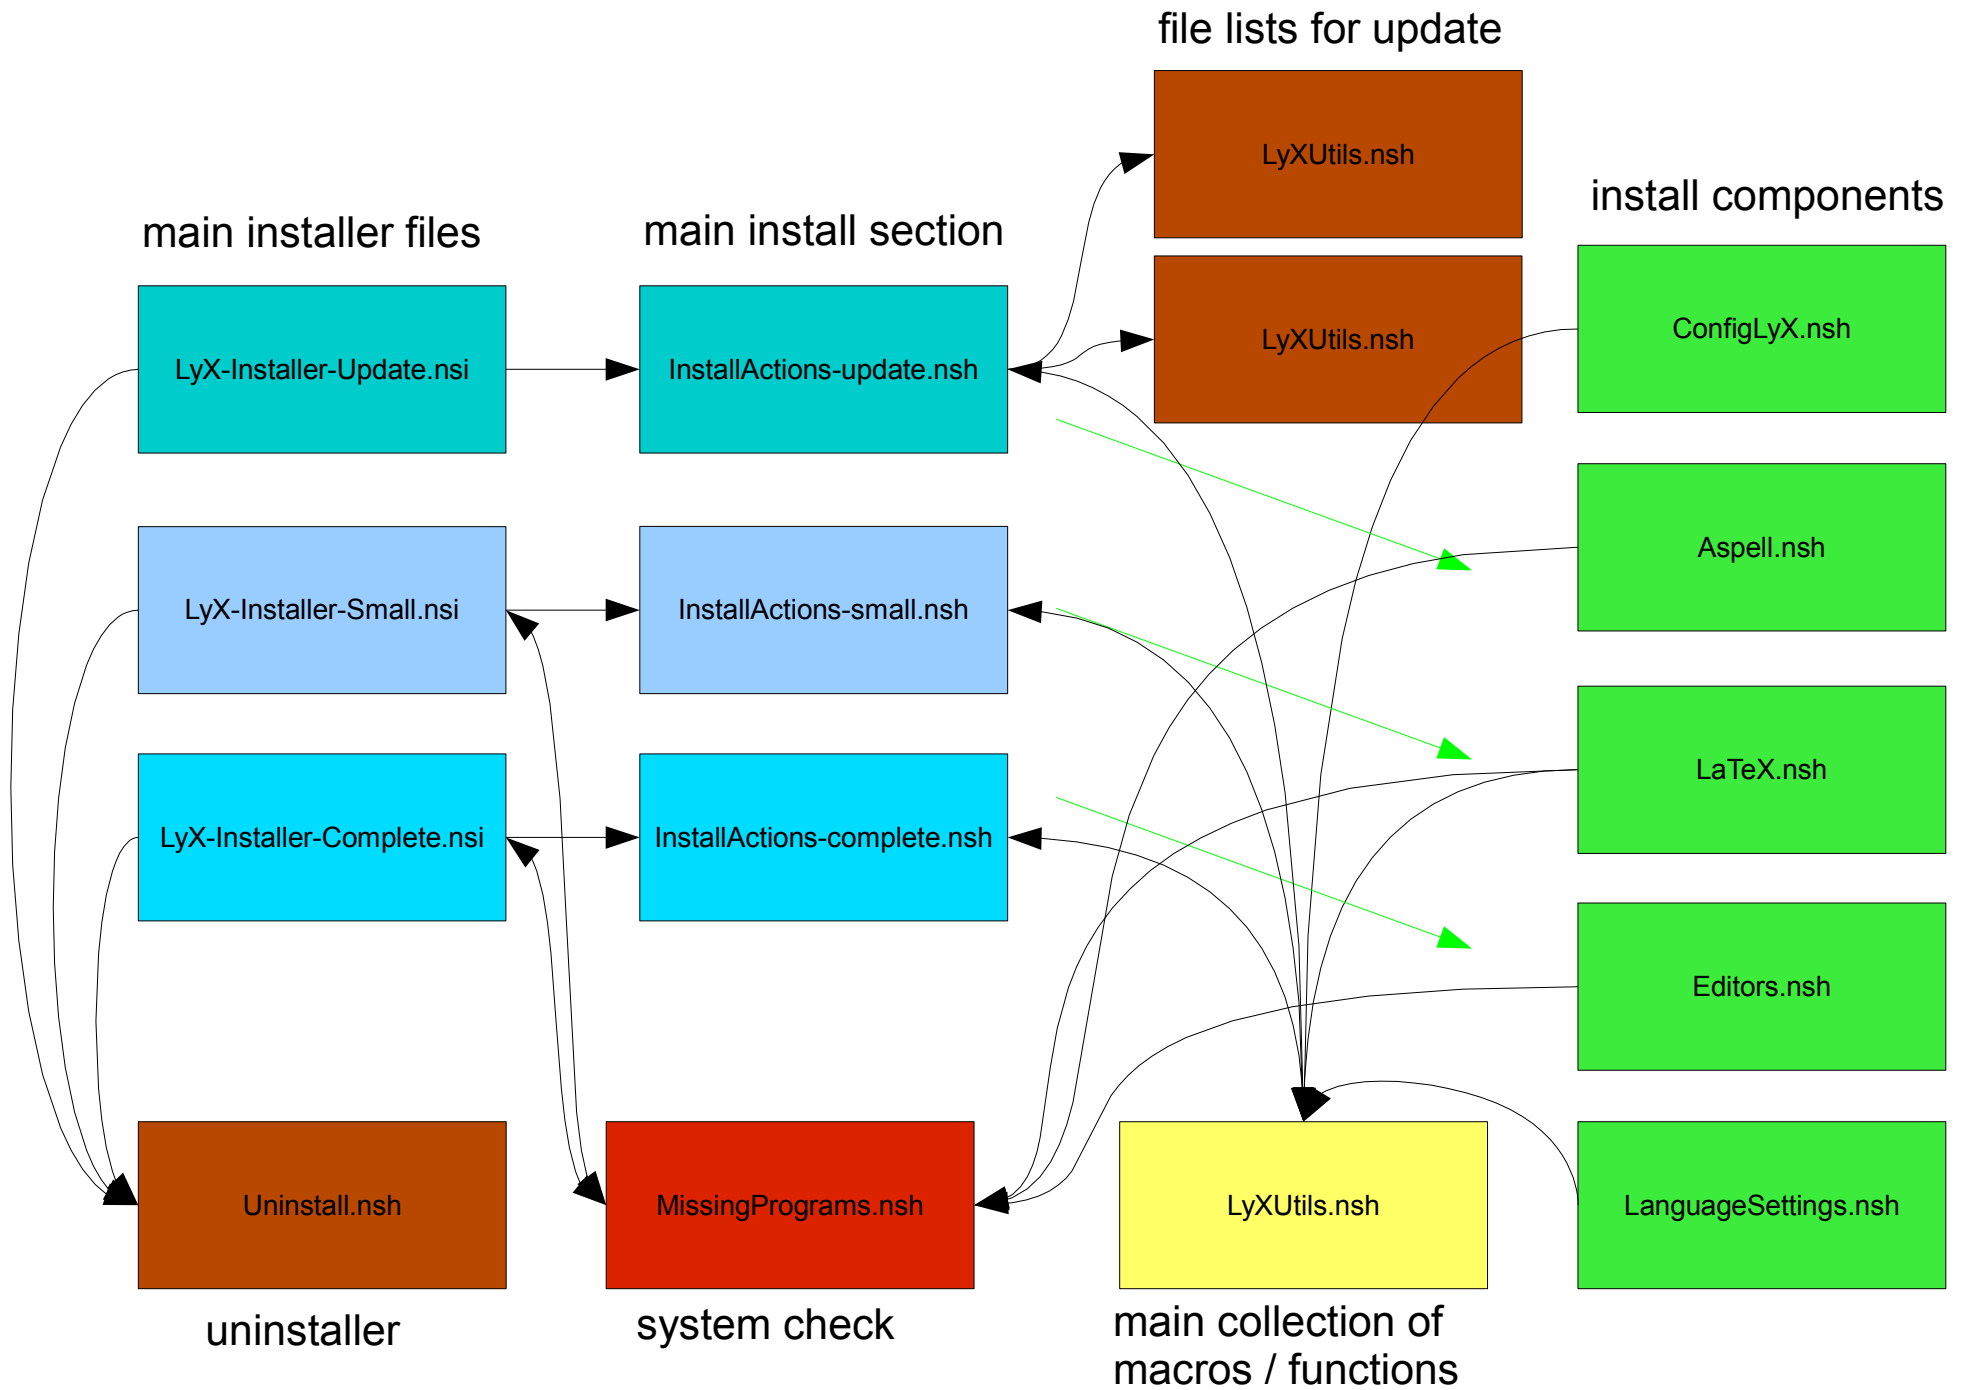 file lists for update
LyXUtils.nsh
install components
main installer files
main install section
LyXUtils.nsh
ConfigLyX.nsh
LyX-Installer-Update.nsi
InstallActions-update.nsh
Aspell.nsh
LyX-Installer-Small.nsi
InstallActions-small.nsh
LaTeX.nsh
LyX-Installer-Complete.nsi
InstallActions-complete.nsh
Editors.nsh
Uninstall.nsh
MissingPrograms.nsh
LyXUtils.nsh
LanguageSettings.nsh
uninstaller
system check
main collection of
macros / functions